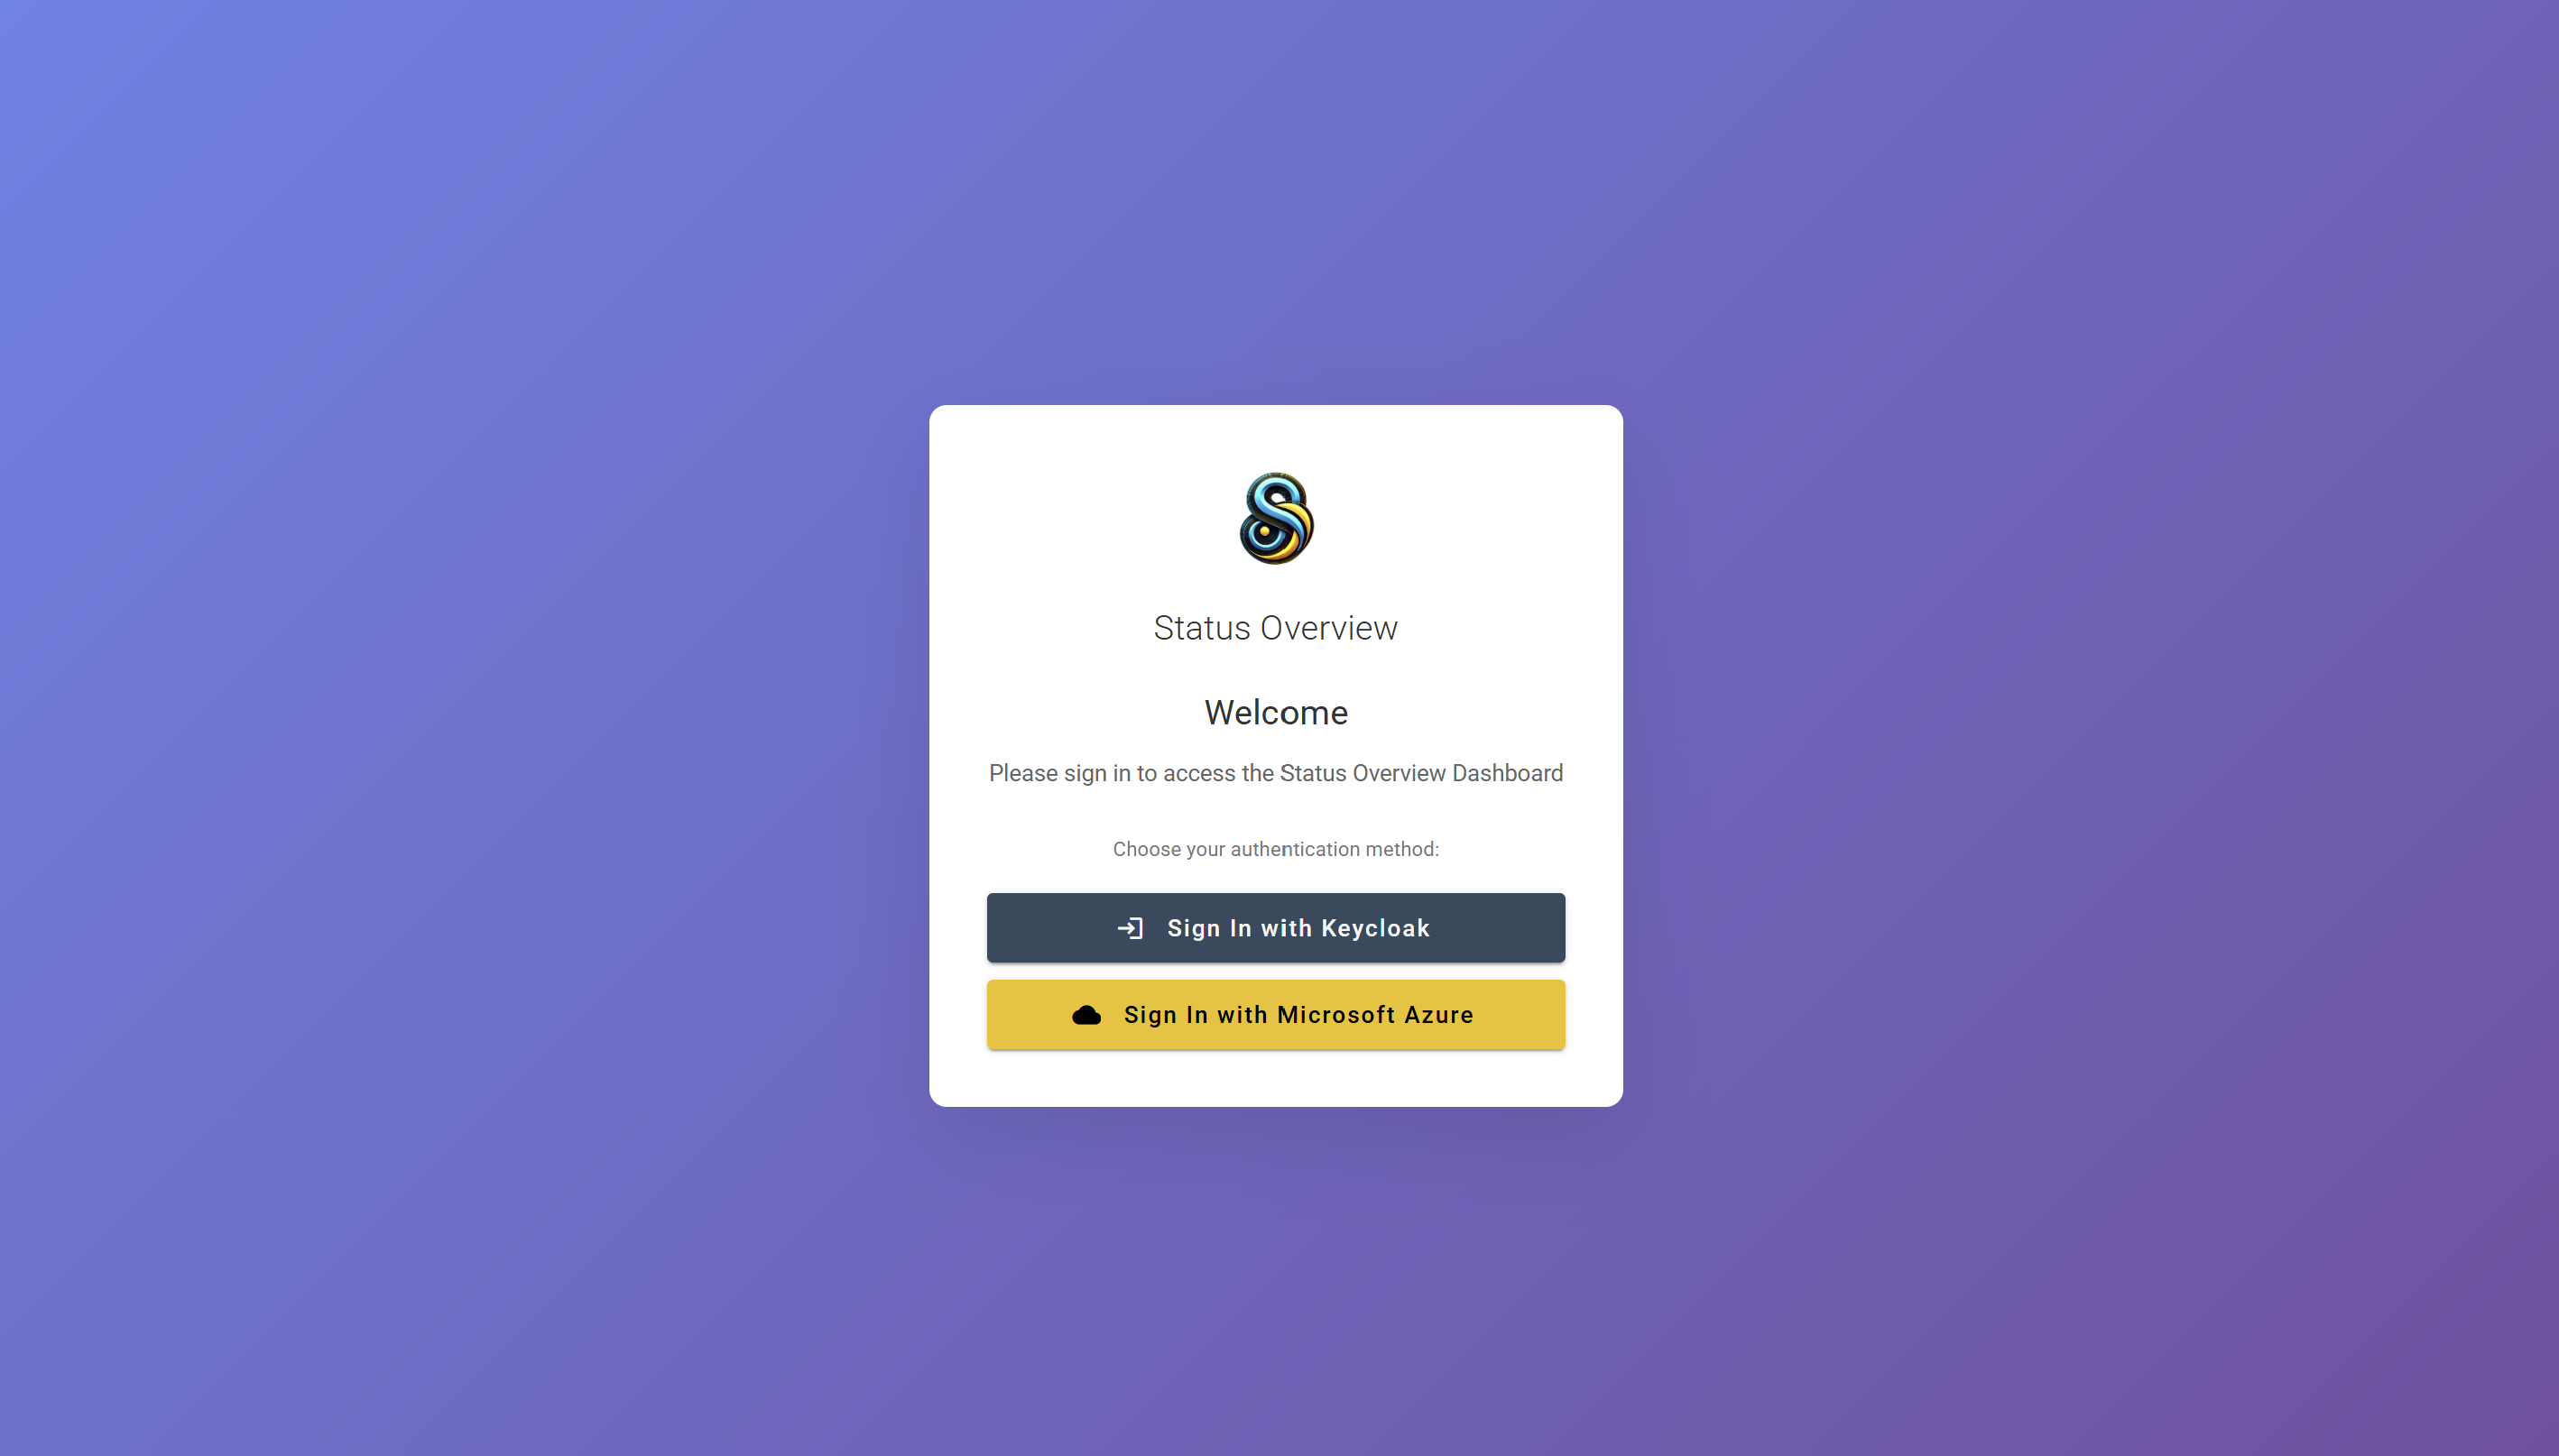 Status Overview
Welcome
Please sign in to access the Status Overview Dashboard
Choose your authentication method:
Sign In with Keycloak
Sign In with Microsoft Azure